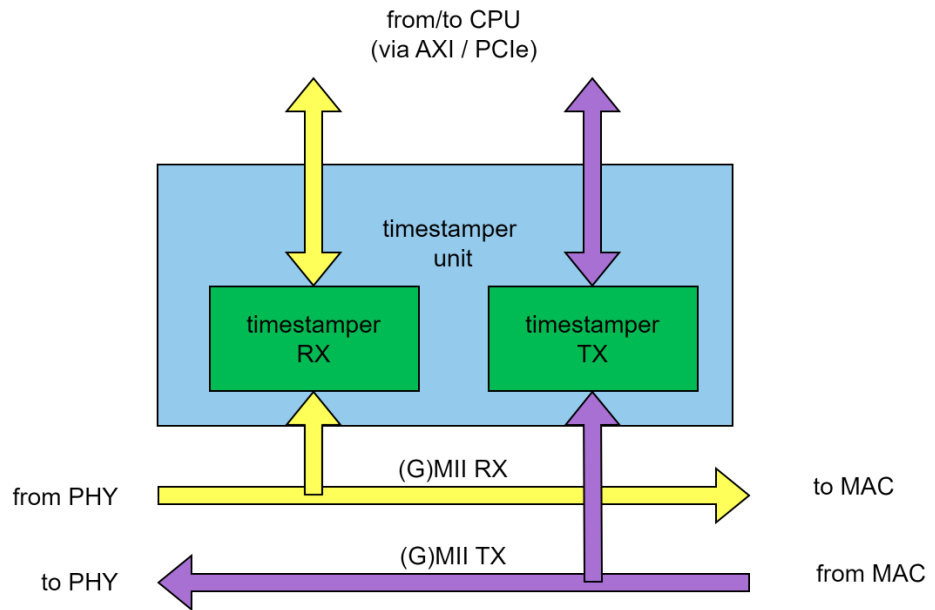 from/to CPU
(via AXI / PCIe)
timestamper
unit
timestamper
RX
timestamper
TX
(G)MII RX
from PHY
to MAC
(G)MII TX
to PHY
from MAC